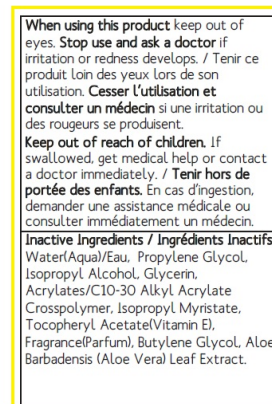 When using this product keep out of
eyes. Stop use and ask a doctor if
irritation or redness develops. / Tenir ce
produit loin des yeux lors de son
utilisation. Cesser l'utilisation et
consulter un médecin si une irritation ou
des rougeurs se produisent.
Keep out of reach of children. If
swallowed, get medical help or contact
a doctor immediately. / Tenir hors de
portée des enfants. En cas d'ingestion,
demander une assistance médicale ou
consulter immédiatement un médecin.
Inactive Ingredients / Ingrédients Inactifs
Water(Aqua)/Eau, Propylene Glycol,
Isopropyl Alcohol, Glycerin,
Acrylates/C10-30 Alkyl Acrylate
Crosspolymer, Isopropyl Myristate,
Tocopheryl Acetate(Vitamin E),
Fragrance(Parfum), Butylene Glycol, Aloe
Barbadensis (Aloe Vera) Leaf Extract.